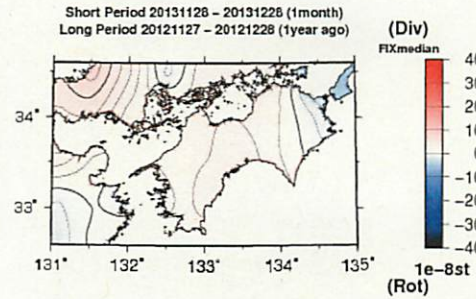 Short Period 20131128 − 20131228 (1month)
Long Period 20121127 − 20121228 (1year ago)
(Div)
FIXmedian
34°
33°
131° 132° 133° 134° 135°
1e−8st
(Rot)